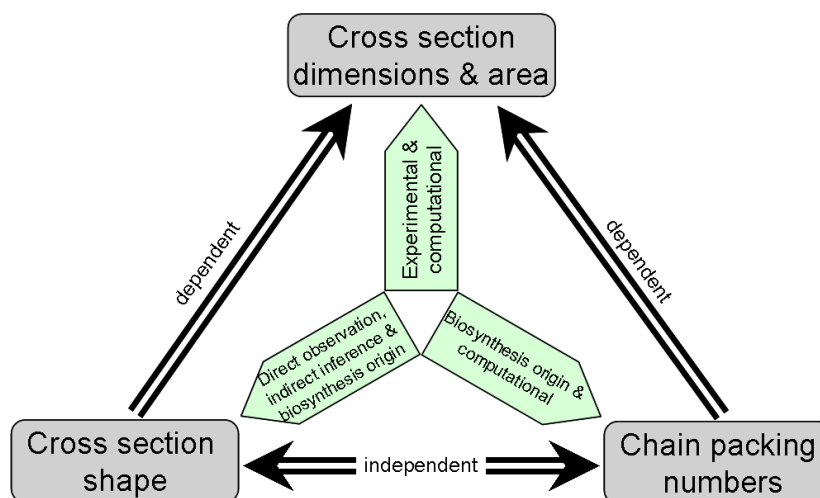 Cross section
dimensions & area
Experimental &
computational
dependent
dependent
Direct observation,
indirect inference &
biosynthesis origin
Biosynthesis origin &
computational
Cross section
shape
independent
Chain packing
numbers